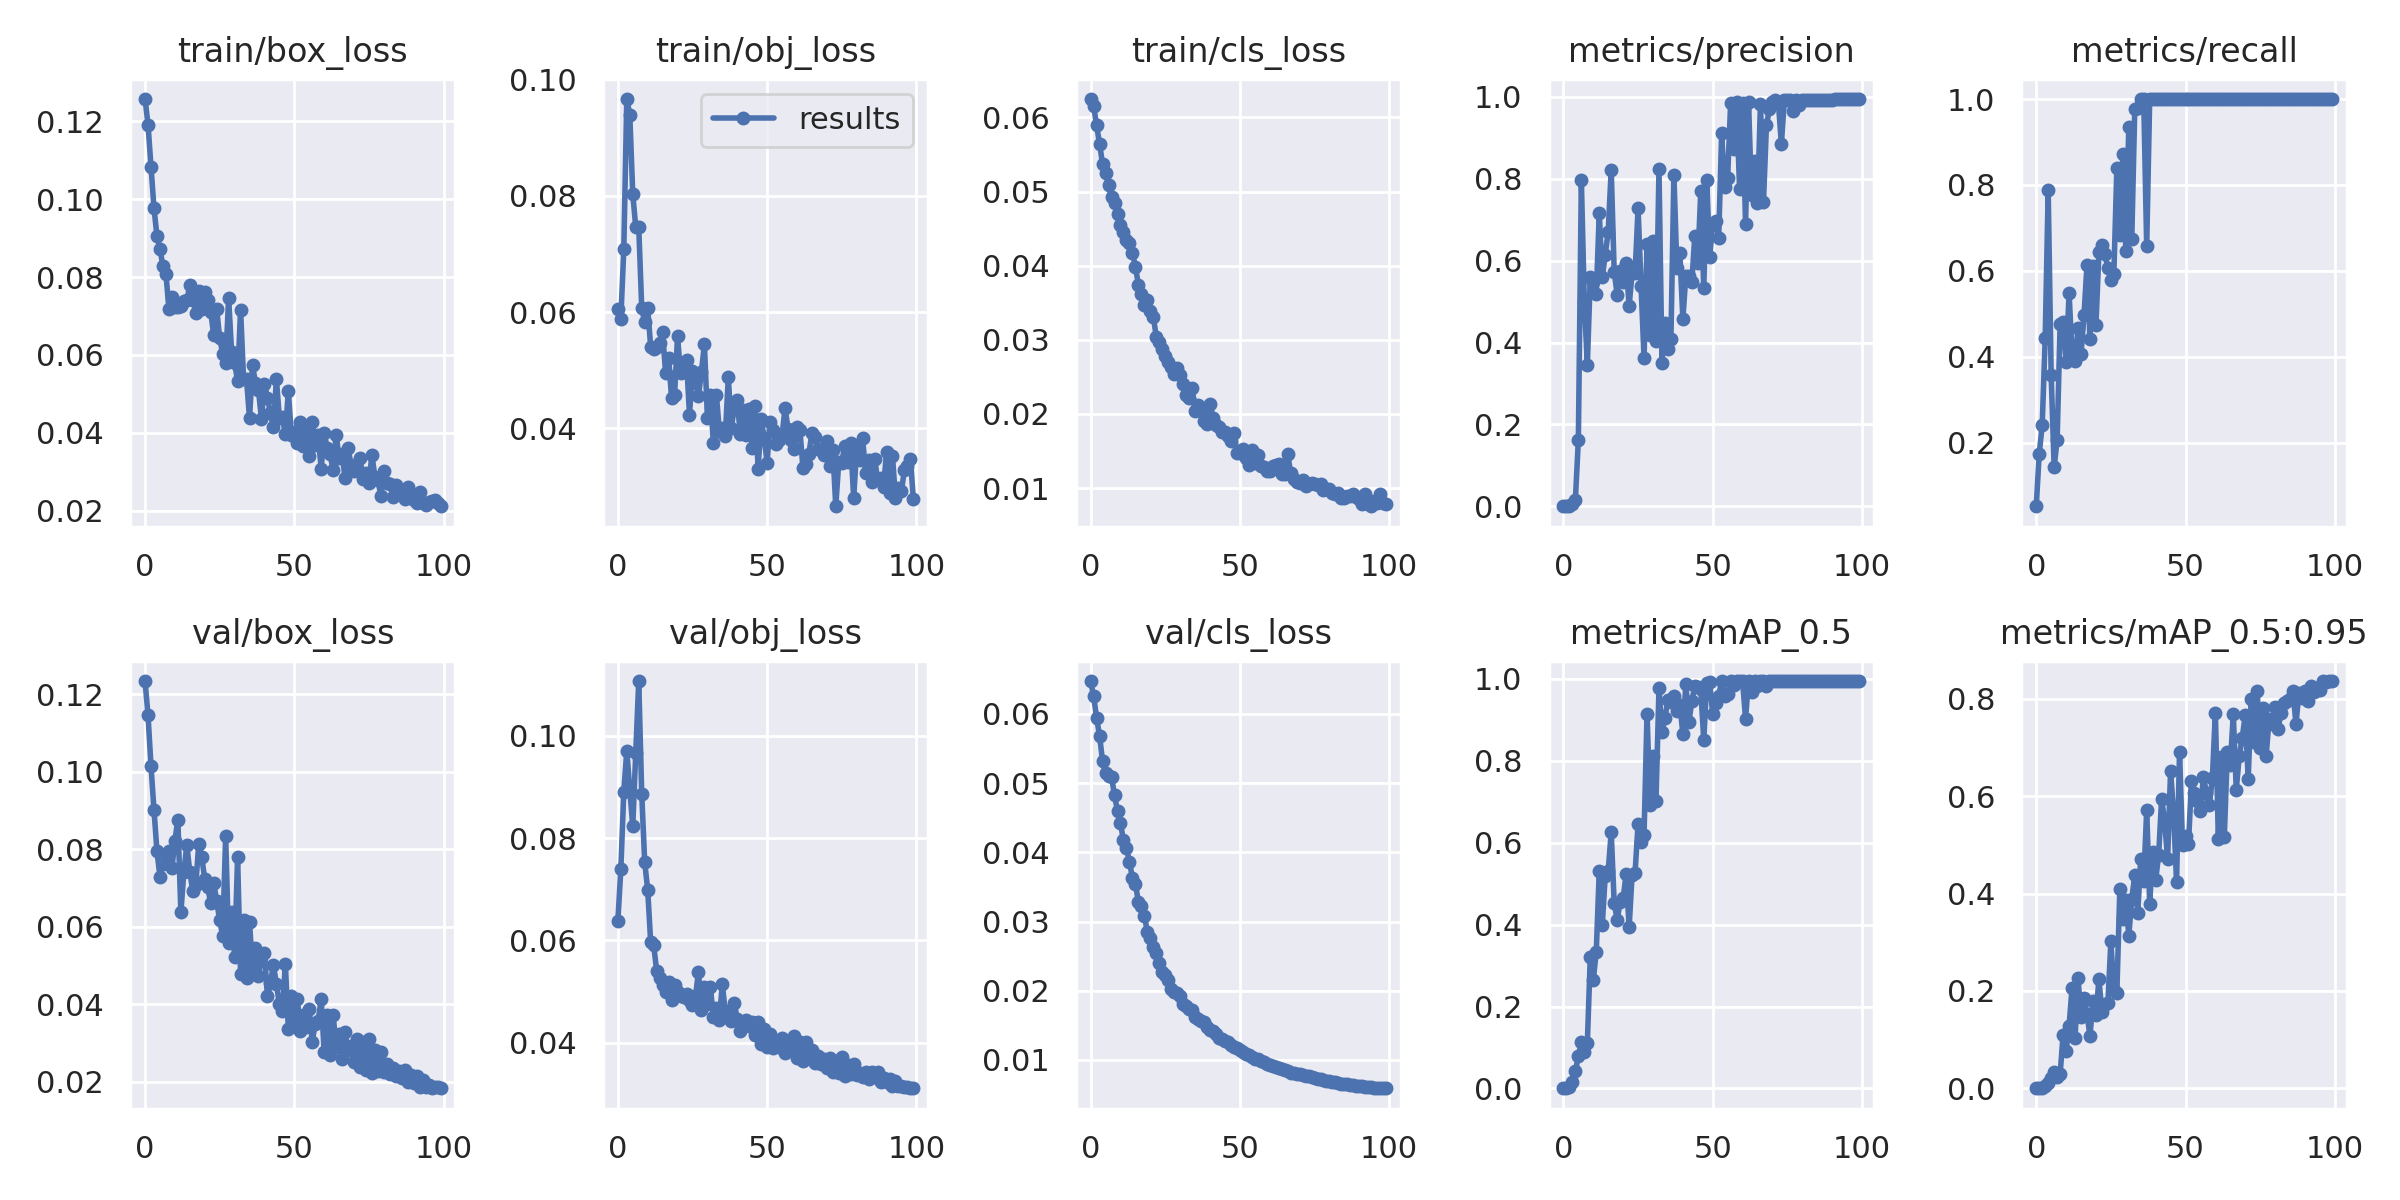 train/box_loss
0.12
0.10
0.08
0.06
0.04
0.02
0 50 100
train/obj_loss
results
0.10
0.08
0.06
0.04
0 50 100
train/cls_loss
0.06
0.05
0.04
0.03
0.02
0.01
0 50 100
metrics/precision
1.0
0.8
0.6
0.4
0.2
0.0
0 50 100
metrics/recall
1.0
0.8
0.6
0.4
0.2
0 50 100
val/box_loss
0.12
0.10
0.08
0.06
0.04
0.02
0 50 100
val/obj_loss
0.10
0.08
0.06
0.04
0 50 100
val/cls_loss
0.06
0.05
0.04
0.03
0.02
0.01
0 50 100
metrics/mAP_0.5
1.0
0.8
0.6
0.4
0.2
0.0
0 50 100
metrics/mAP_0.5:0.95
0.8
0.6
0.4
0.2
0.0
0 50 100